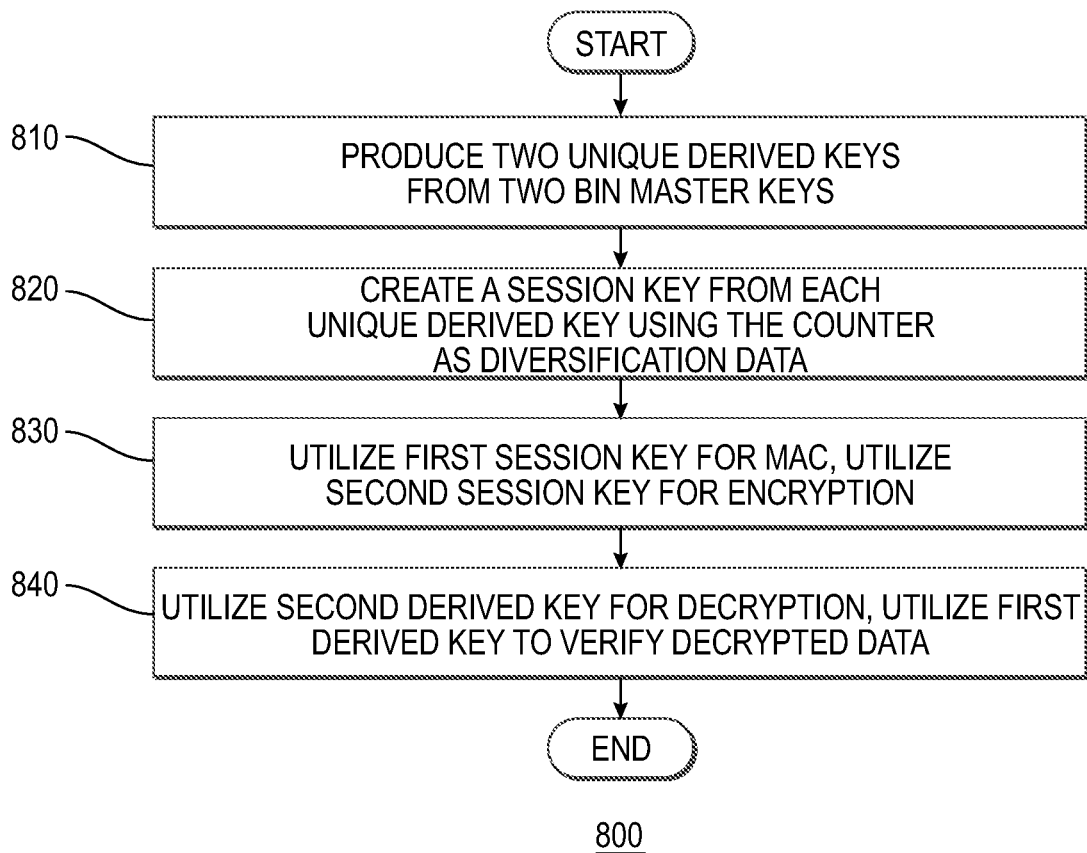 START
810
PRODUCE TWO UNIQUE DERIVED KEYS
FROM TWO BIN MASTER KEYS
820
CREATE A SESSION KEY FROM EACH
UNIQUE DERIVED KEY USING THE COUNTER
AS DIVERSIFICATION DATA
830
UTILIZE FIRST SESSION KEY FOR MAC, UTILIZE
SECOND SESSION KEY FOR ENCRYPTION
840
UTILIZE SECOND DERIVED KEY FOR DECRYPTION, UTILIZE FIRST
DERIVED KEY TO VERIFY DECRYPTED DATA
END
800